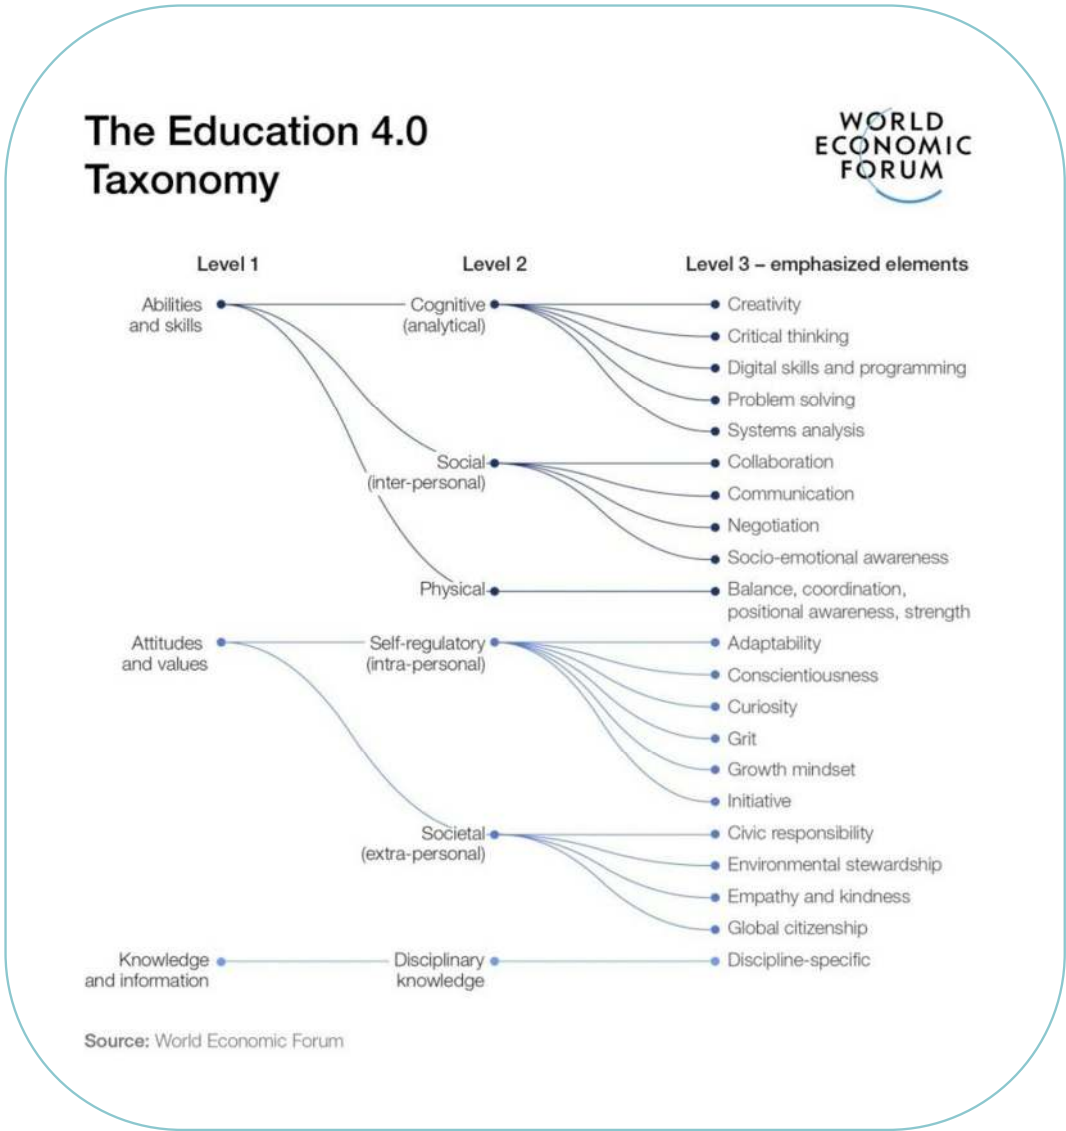 The Education 4.0
Taxonomy
WORLD
ECONOMIC
FORUM
Level 1
Level 2
Level 3 – emphasized elements
Abilities
and skills
Cognitive
(analytical)
Creativity
Critical thinking
Digital skills and programming
Problem solving
Systems analysis
Social
(inter-personal)
Collaboration
Communication
Negotiation
Socio-emotional awareness
Physical
Balance, coordination,
positional awareness, strength
Attitudes
and values
Self-regulatory
(intra-personal)
Adaptability
Conscientiousness
Curiosity
Grit
Growth mindset
Initiative
Societal
(extra-personal)
Civic responsibility
Environmental stewardship
Empathy and kindness
Global citizenship
Knowledge
and information
Disciplinary
knowledge
Discipline-specific
Source: World Economic Forum